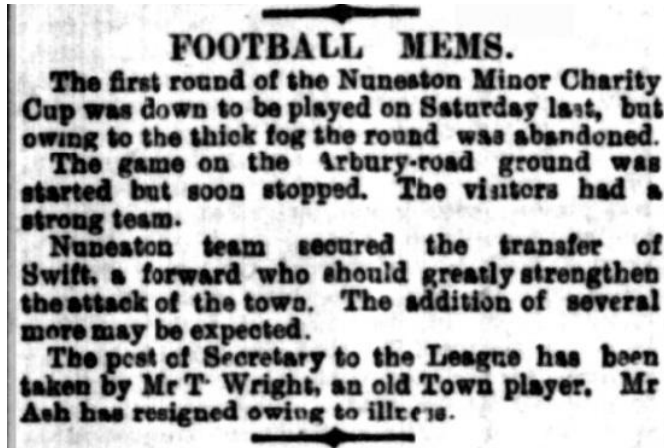 FOOTBALL MEMS.
The first round of the Nuneaton Minor Charity
Cup was down to be played on Saturday last, but
owing to the thick fog the round was abandoned.
The game on the Arbury-road ground was
started but soon stopped. The visitors had a
strong team.
Nuneaton team secured the transfer of
Swift, a forward who should greatly strengthen
the attack of the town. The addition of several
more may be expected.
The post of Secretary to the League has been
taken by Mr T. Wright, an old Town player. Mr
Ash has resigned owing to illness.